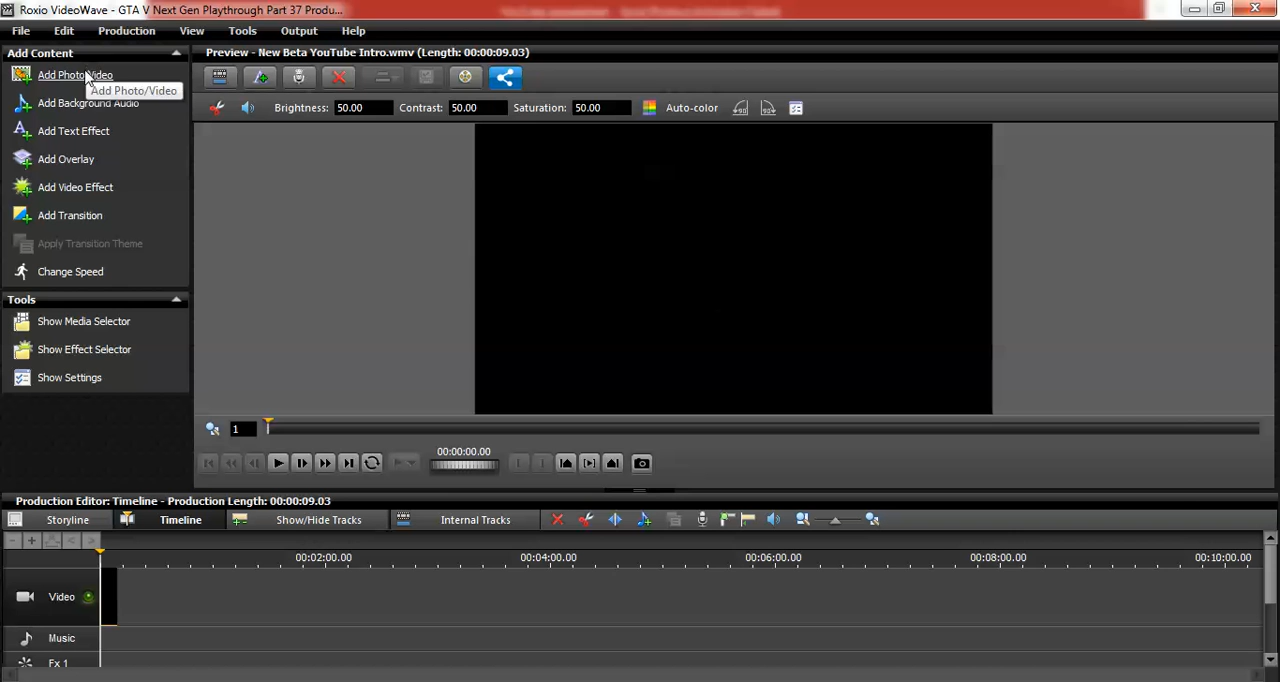 Roxio VideoWave - GTA V Next Gen Playthrough Part 37 Produ...
File Edit Production View Tools Output Help
Add Content
Add Photo/Video
Add Photo/Video
Add Background Audio
Add Text Effect
Add Overlay
Add Video Effect
Add Transition
Apply Transition Theme
Change Speed
Tools
Show Media Selector
Show Effect Selector
Show Settings
Preview - New Beta YouTube Intro.wmv (Length: 00:00:09.03)
Brightness: 50.00 Contrast: 50.00 Saturation: 50.00 Auto-color
1
00:00:00.00
Production Editor: Timeline - Production Length: 00:00:09.03
Storyline Timeline Show/Hide Tracks Internal Tracks
00:02:00.00 00:04:00.00 00:06:00.00 00:08:00.00 00:10:00.00
Video
Music
Fx 1